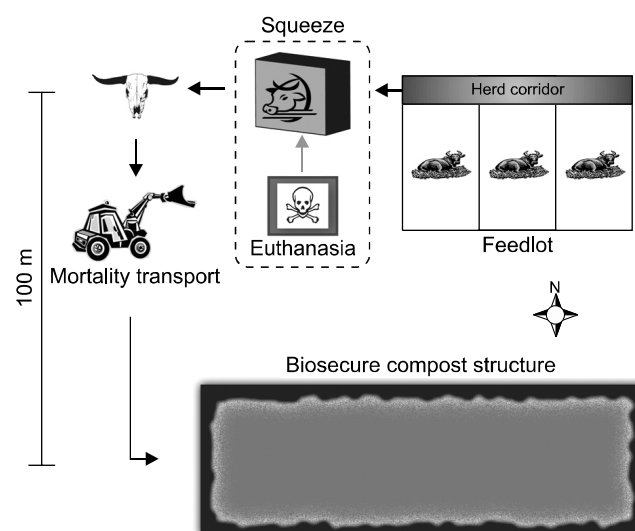 Squeeze
Herd corridor
Euthanasia
Feedlot
Mortality transport
100 m
N
Biosecure compost structure